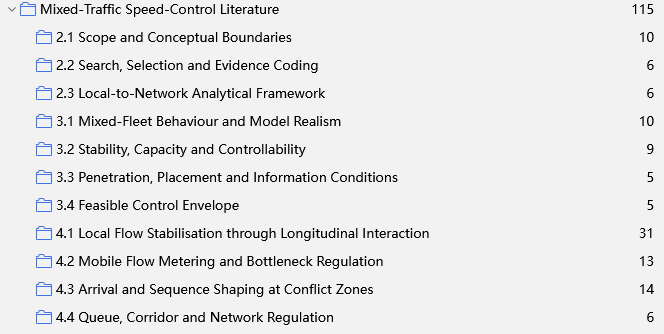 Mixed-Traffic Speed-Control Literature 115
2.1 Scope and Conceptual Boundaries 10
2.2 Search, Selection and Evidence Coding 6
2.3 Local-to-Network Analytical Framework 6
3.1 Mixed-Fleet Behaviour and Model Realism 10
3.2 Stability, Capacity and Controllability 9
3.3 Penetration, Placement and Information Conditions 5
3.4 Feasible Control Envelope 5
4.1 Local Flow Stabilisation through Longitudinal Interaction 31
4.2 Mobile Flow Metering and Bottleneck Regulation 13
4.3 Arrival and Sequence Shaping at Conflict Zones 14
4.4 Queue, Corridor and Network Regulation 6